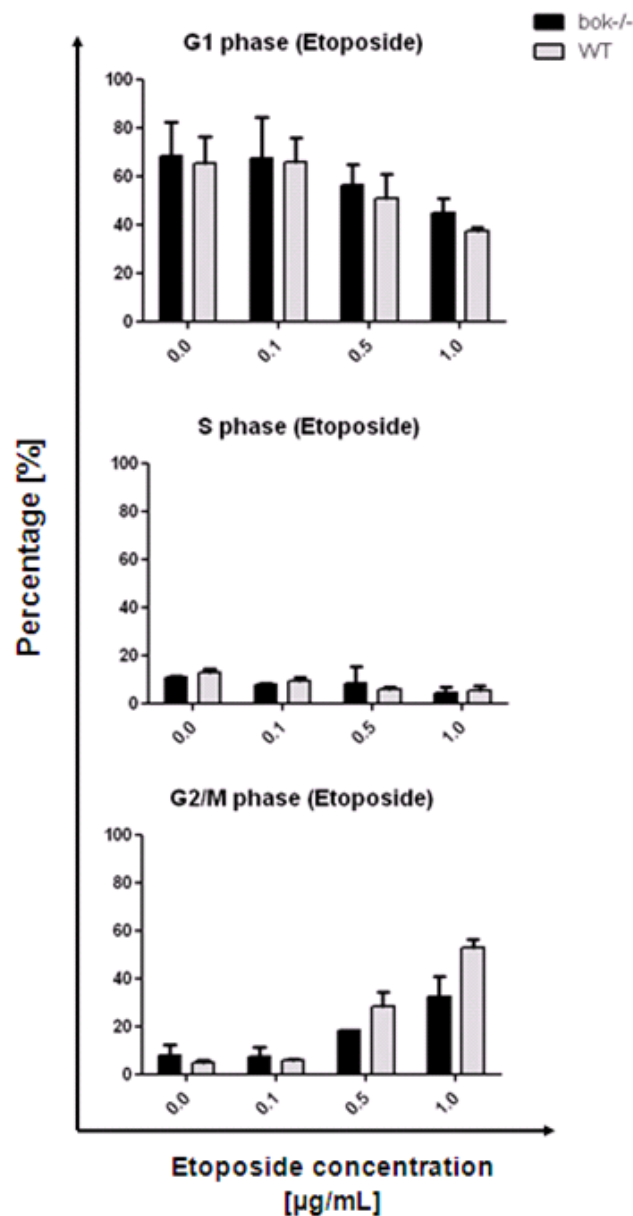 bok-/-
WT
G1 phase (Etoposide)
100
80
60
40
20
0
0.0 0.1 0.5 1.0
S phase (Etoposide)
100
80
60
40
20
0
0.0 0.1 0.5 1.0
G2/M phase (Etoposide)
100
80
60
40
20
0
0.0 0.1 0.5 1.0
Percentage [%]
Etoposide concentration
[µg/mL]